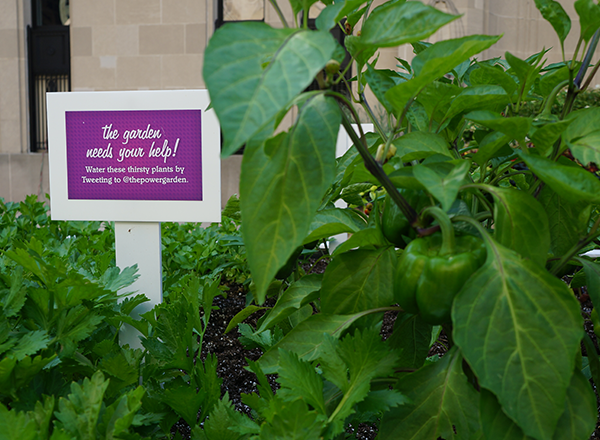 the garden
needs your help!
Water these thirsty plants by
Tweeting to @thepowergarden.